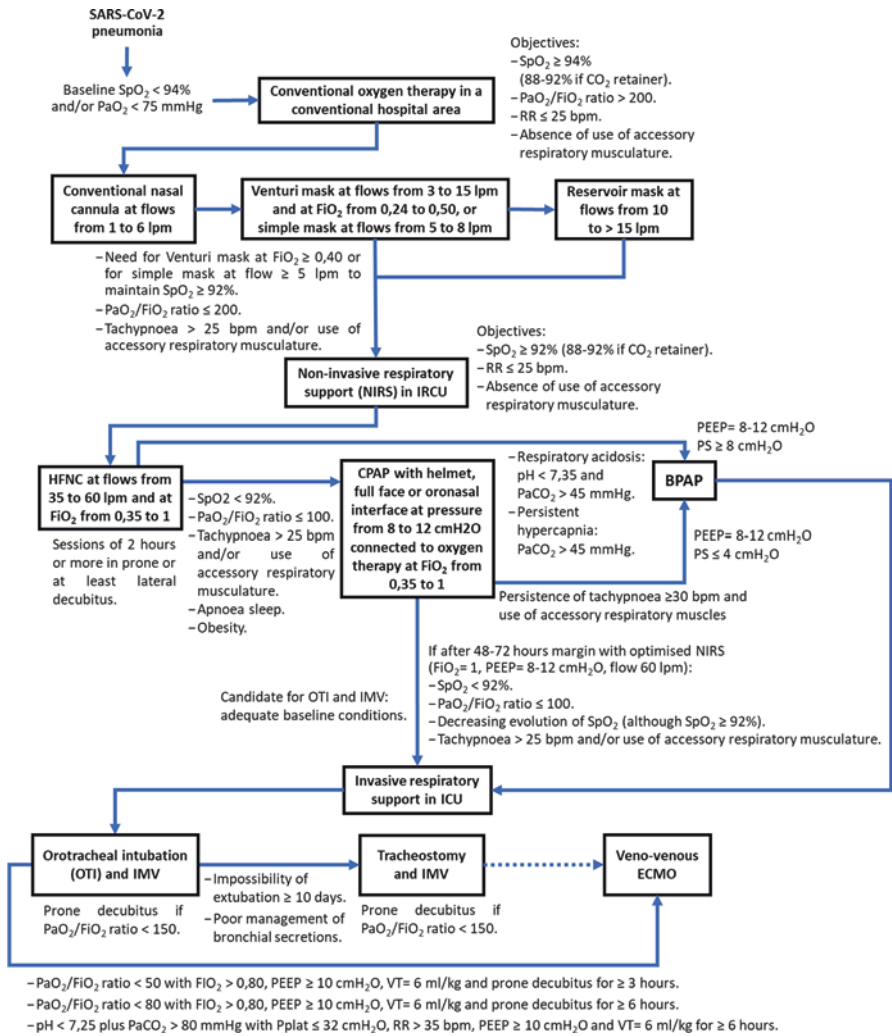 SARS-CoV-2
pneumonia
Baseline SpO₂ < 94%
and/or PaO₂ < 75 mmHg
Conventional oxygen therapy in a
conventional hospital area
Objectives:
–SpO₂ ≥ 94%
(88-92% if CO₂ retainer).
–PaO₂/FiO₂ ratio > 200.
–RR ≤ 25 bpm.
–Absence of use of accessory
respiratory musculature.
Conventional nasal
cannula at flows
from 1 to 6 lpm
Venturi mask at flows from 3 to 15 lpm
and at FiO₂ from 0,24 to 0,50, or
simple mask at flows from 5 to 8 lpm
Reservoir mask at
flows from 10
to > 15 lpm
–Need for Venturi mask at FiO₂ ≥ 0,40 or
for simple mask at flow ≥ 5 lpm to
maintain SpO₂ ≥ 92%.
–PaO₂/FiO₂ ratio ≤ 200.
–Tachypnoea > 25 bpm and/or use of
accessory respiratory musculature.
Non-invasive respiratory
support (NIRS) in IRCU
Objectives:
–SpO₂ ≥ 92% (88-92% if CO₂ retainer).
–RR ≤ 25 bpm.
–Absence of use of accessory
respiratory musculature.
HFNC at flows from
35 to 60 lpm and at
FiO₂ from 0,35 to 1
Sessions of 2 hours
or more in prone or
at least lateral
decubitus.
–SpO2 < 92%.
–PaO₂/FiO₂ ratio ≤ 100.
–Tachypnoea > 25 bpm
and/or use of
accessory respiratory
musculature.
–Apnoea sleep.
–Obesity.
CPAP with helmet,
full face or oronasal
interface at pressure
from 8 to 12 cmH2O
connected to oxygen
therapy at FiO₂ from
0,35 to 1
–Respiratory acidosis:
pH < 7,35 and
PaCO₂ > 45 mmHg.
–Persistent
hypercapnia:
PaCO₂ > 45 mmHg.
PEEP= 8-12 cmH₂O
PS ≥ 8 cmH₂O
BPAP
PEEP= 8-12 cmH₂O
PS ≤ 4 cmH₂O
Persistence of tachypnoea ≥30 bpm and
use of accessory respiratory muscles
Candidate for OTI and IMV:
adequate baseline conditions.
If after 48-72 hours margin with optimised NIRS
(FiO₂= 1, PEEP= 8-12 cmH₂O, flow 60 lpm):
–SpO₂ < 92%.
–PaO₂/FiO₂ ratio ≤ 100.
–Decreasing evolution of SpO₂ (although SpO₂ ≥ 92%).
–Tachypnoea > 25 bpm and/or use of accessory respiratory musculature.
Invasive respiratory
support in ICU
Orotracheal intubation
(OTI) and IMV
Prone decubitus if
PaO₂/FiO₂ ratio < 150.
–Impossibility of
extubation ≥ 10 days.
–Poor management of
bronchial secretions.
Tracheostomy
and IMV
Prone decubitus if
PaO₂/FiO₂ ratio < 150.
Veno-venous
ECMO
–PaO₂/FiO₂ ratio < 50 with FIO₂ > 0,80, PEEP ≥ 10 cmH₂O, VT= 6 ml/kg and prone decubitus for ≥ 3 hours.
–PaO₂/FiO₂ ratio < 80 with FIO₂ > 0,80, PEEP ≥ 10 cmH₂O, VT= 6 ml/kg and prone decubitus for ≥ 6 hours.
–pH < 7,25 plus PaCO₂ > 80 mmHg with Pplat ≤ 32 cmH₂O, RR > 35 bpm, PEEP ≥ 10 cmH₂O and VT= 6 ml/kg for ≥ 6 hours.